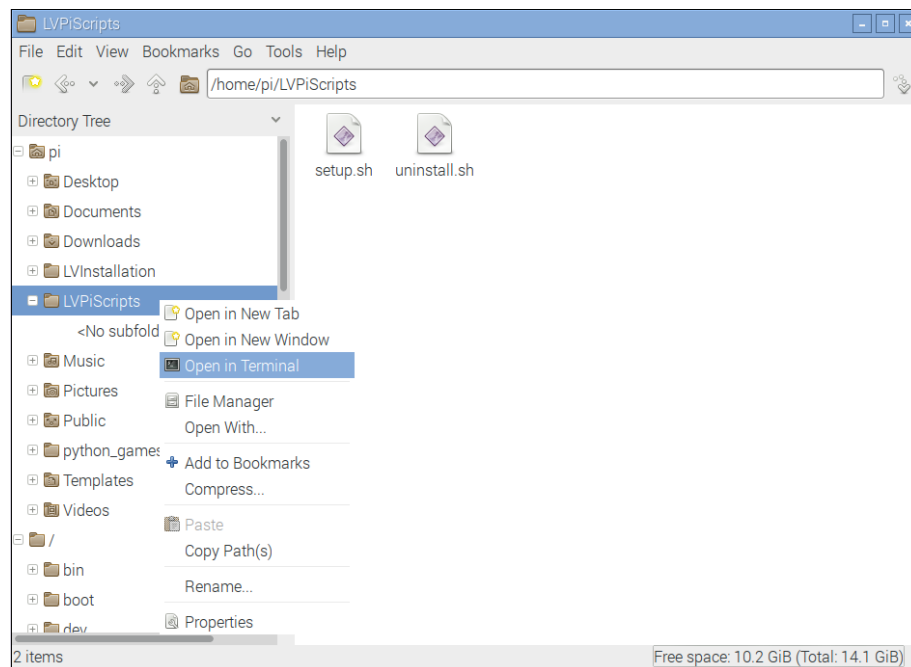 LVPiScripts
File Edit View Bookmarks Go Tools Help
/home/pi/LVPiScripts
Directory Tree
pi
Desktop
Documents
Downloads
LVInstallation
LVPiScripts
<No subfold
Music
Pictures
Public
python_games
Templates
Videos
/
bin
boot
dev
setup.sh uninstall.sh
Open in New Tab
Open in New Window
Open in Terminal
File Manager
Open With...
Add to Bookmarks
Compress...
Paste
Copy Path(s)
Rename...
Properties
2 items
Free space: 10.2 GiB (Total: 14.1 GiB)